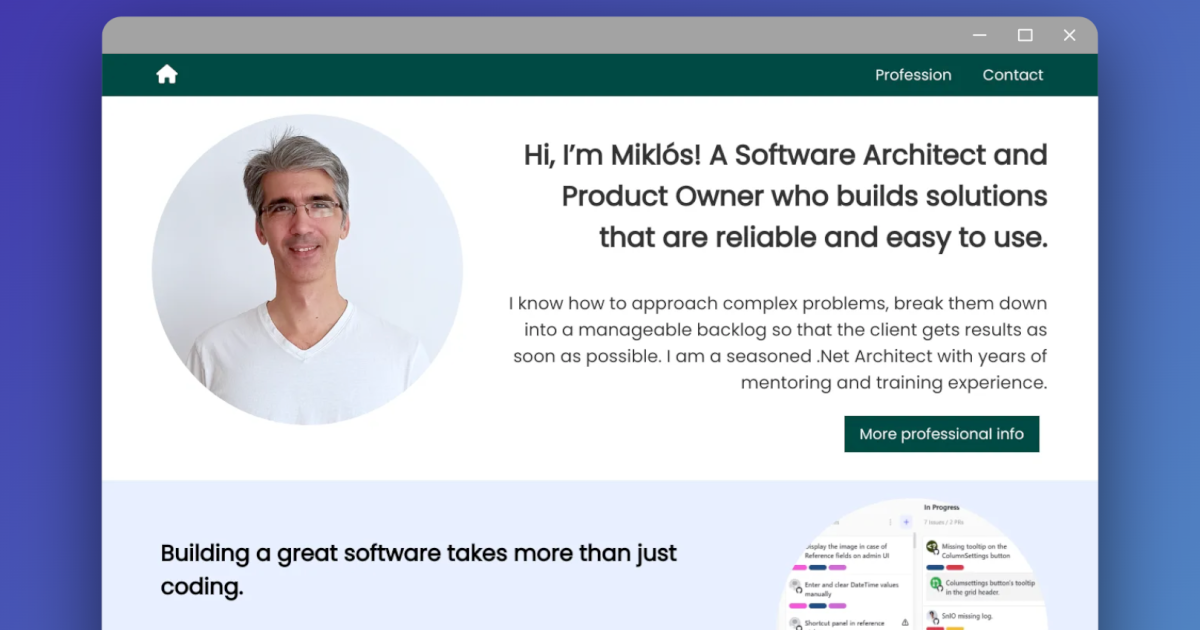 Profession Contact
Hi, I’m Miklós! A Software Architect and
Product Owner who builds solutions
that are reliable and easy to use.
I know how to approach complex problems, break them down
into a manageable backlog so that the client gets results as
soon as possible. I am a seasoned .Net Architect with years of
mentoring and training experience.
More professional info
Building a great software takes more than just
coding.
In Progress
7 Issues / 2 PRs
display the image in case of
Reference fields on admin UI
Enter and clear DateTime values
manually
Shortcut panel in reference
Missing tooltip on the
ColumnSettings button
Columnsettings button's tooltip
in the grid header.
SnIO missing log.